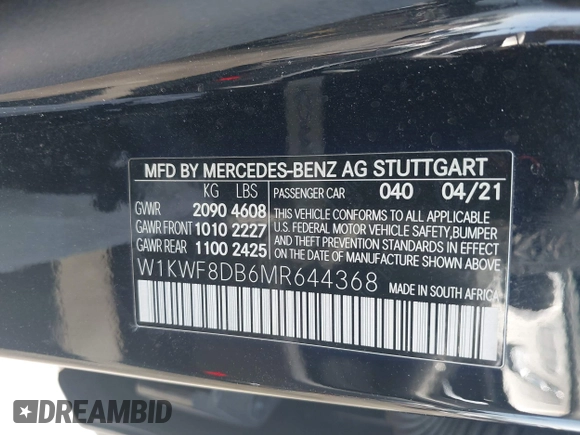 MFD BY MERCEDES-BENZ AG STUTTGART
KG LBS PASSENGER CAR 040 04/21
GVWR 2090 4608 THIS VEHICLE CONFORMS TO ALL APPLICABLE
GAWR FRONT 1010 2227 U.S. FEDERAL MOTOR VEHICLE SAFETY, BUMPER,
GAWR REAR 1100 2425 AND THEFT PREVENTION STANDARDS IN EFFECT
ON THE DATE OF MANUFACTURE SHOWN ABOVE
W1KWF8DB6MR644368 MADE IN SOUTH AFRICA
DREAMBID